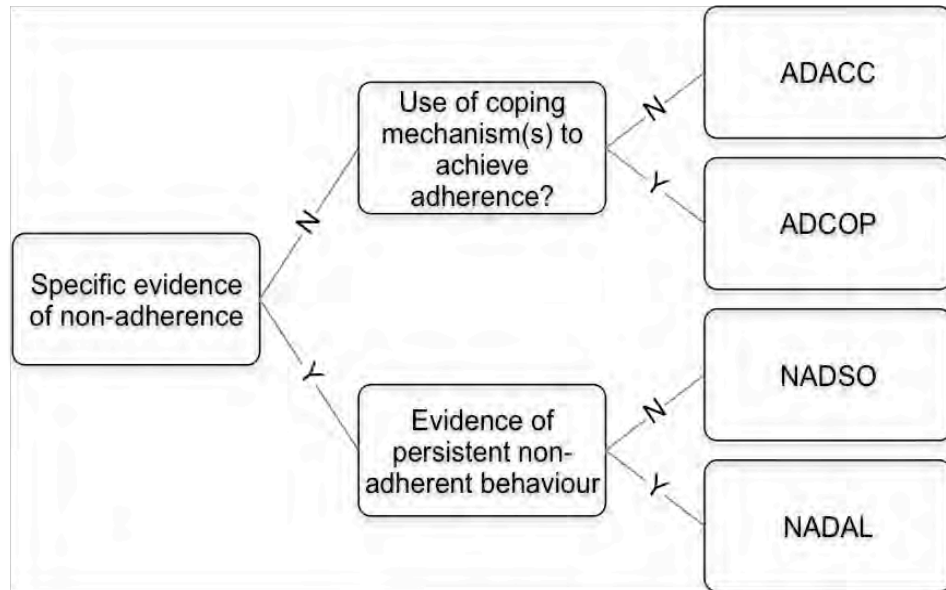 Specific evidence
of non-adherence
N
Y
Use of coping
mechanism(s) to
achieve
adherence?
N
Y
Evidence of
persistent non-
adherent behaviour
N
Y
ADACC
ADCOP
NADSO
NADAL